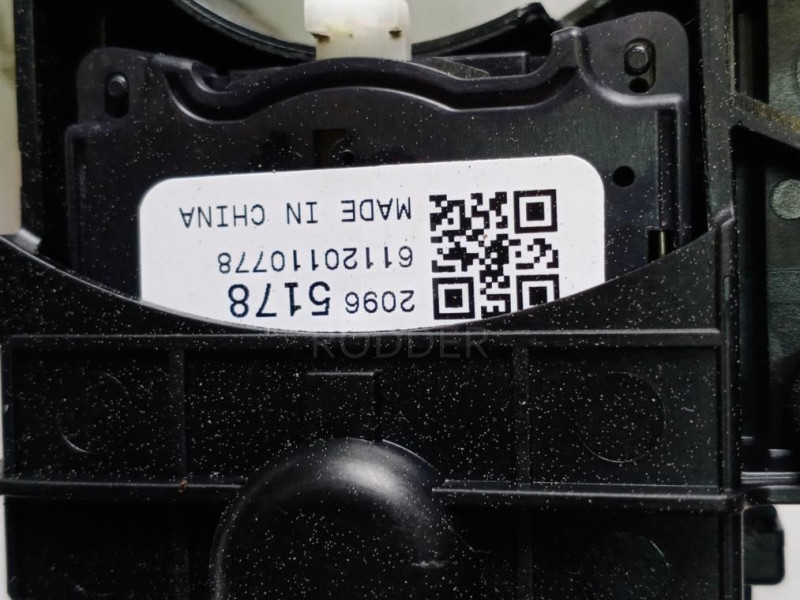 2096 5178
61120110778
MADE IN CHINA
RODDER